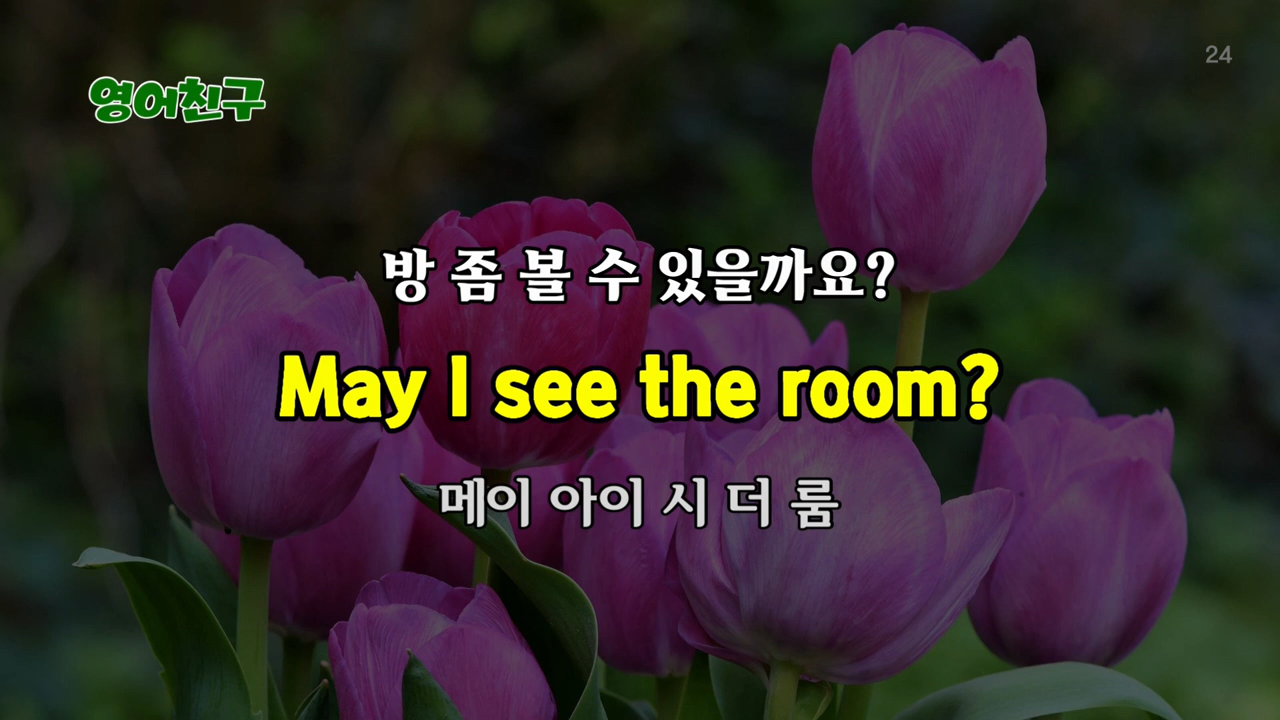 24
영어친구
방 좀 볼 수 있을까요?
May I see the room?
메이 아이 시 더 룸